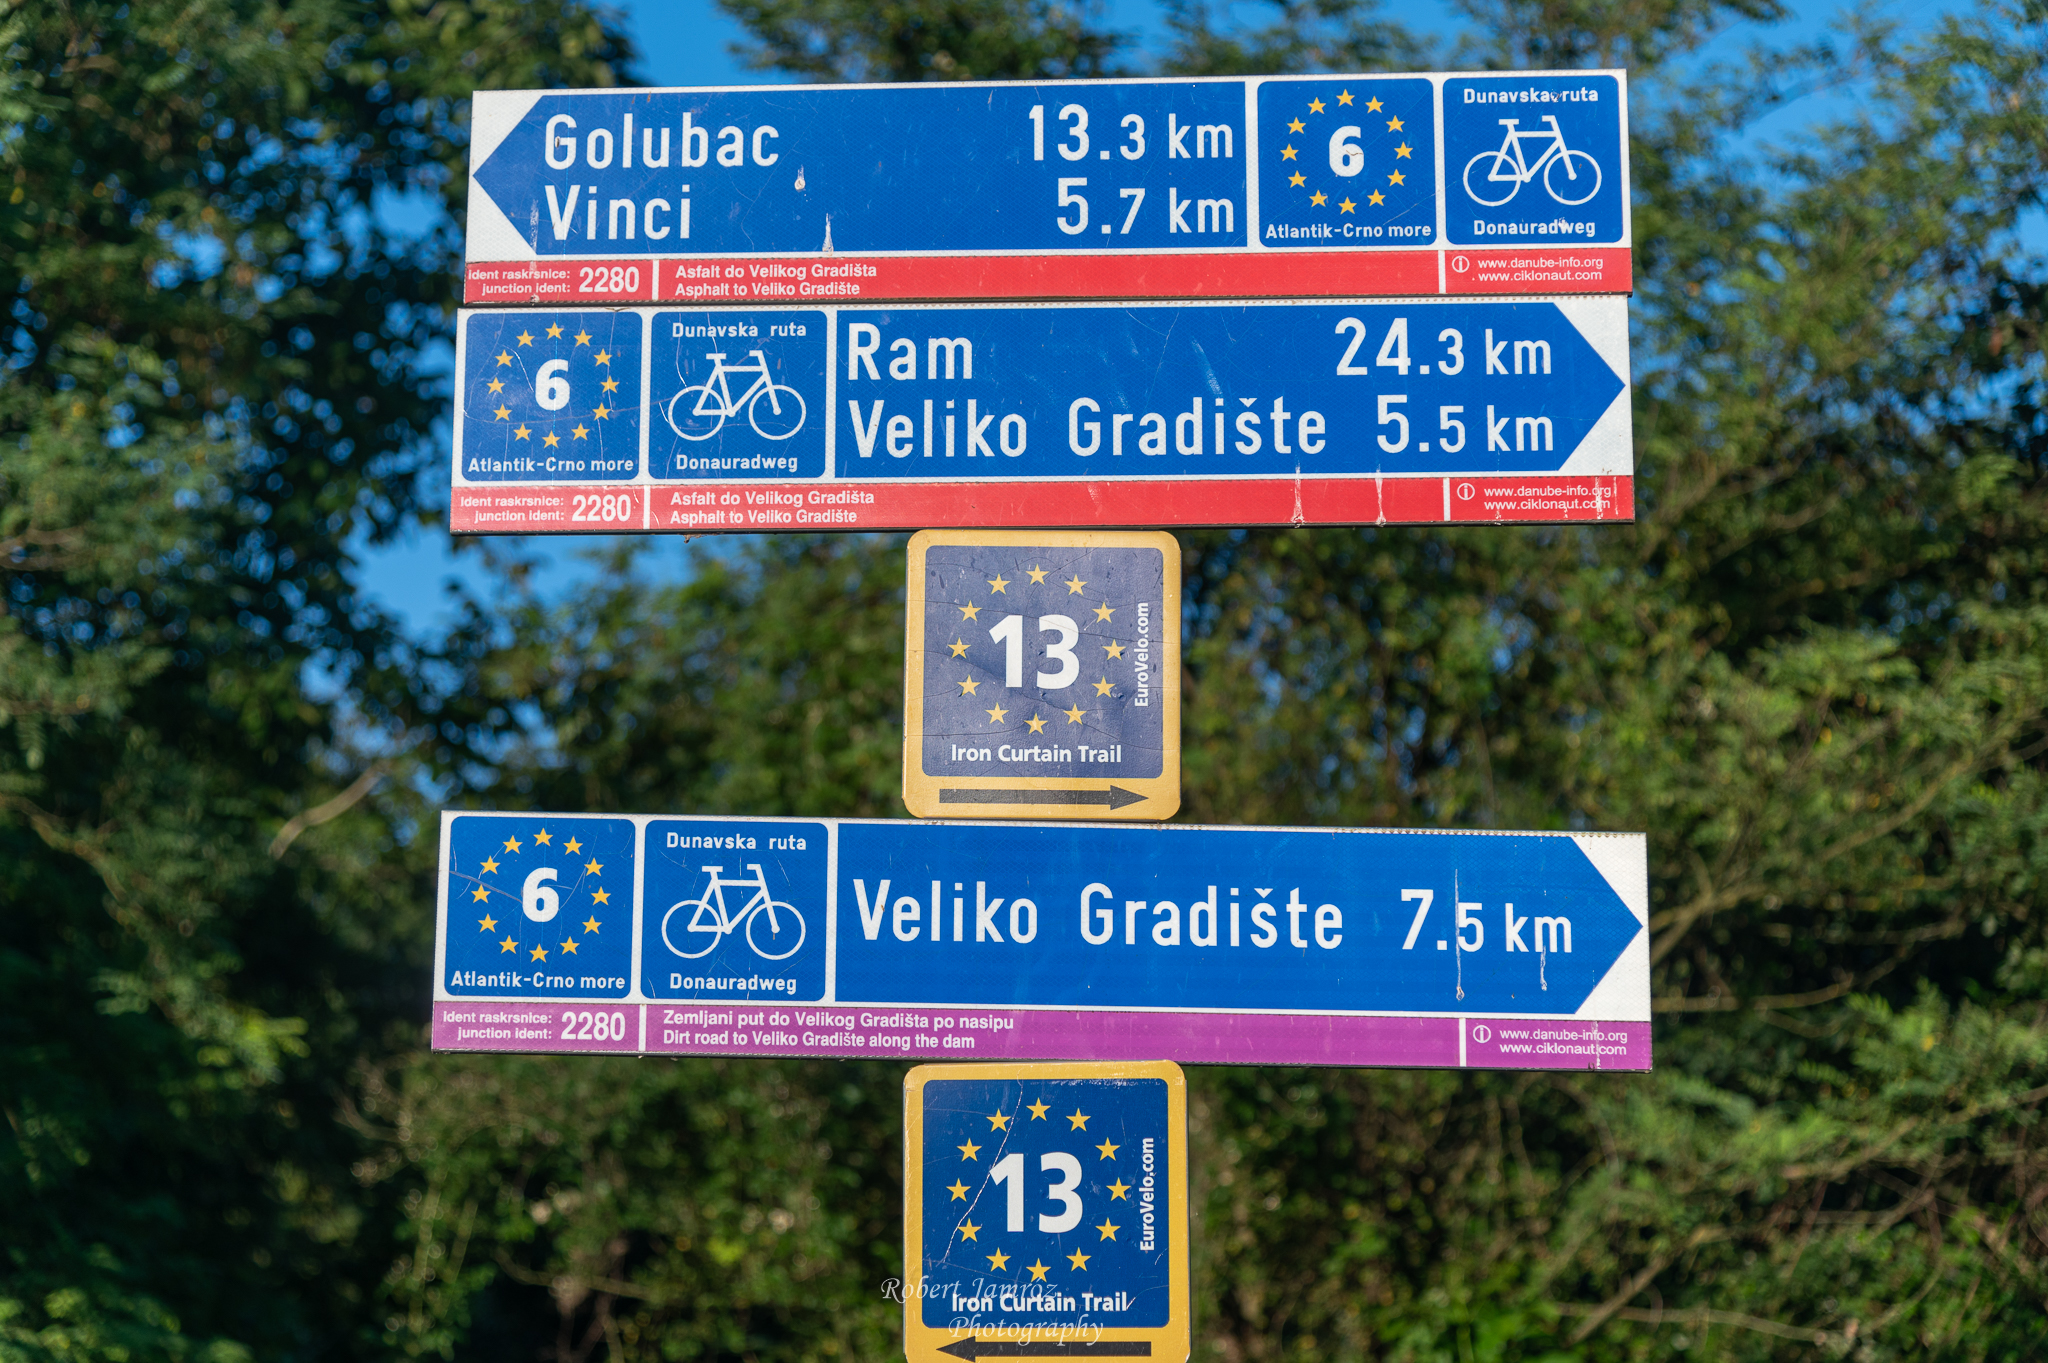 Golubac 13.3 km
Vinci 5.7 km
6
Atlantik-Crno more
Dunavska ruta
Donauradweg
ident raskrsnice:
junction ident:
2280
Asfalt do Velikog Gradišta
Asphalt to Veliko Gradište
www.danube-info.org
www.ciklonaut.com
6
Atlantik-Crno more
Dunavska ruta
Donauradweg
Ram 24.3 km
Veliko Gradište 5.5 km
ident raskrsnice:
junction ident:
2280
Asfalt do Velikog Gradišta
Asphalt to Veliko Gradište
www.danube-info.org
www.ciklonaut.com
13
EuroVelo.com
Iron Curtain Trail
6
Atlantik-Crno more
Dunavska ruta
Donauradweg
Veliko Gradište 7.5 km
ident raskrsnice:
junction ident:
2280
Zemljani put do Velikog Gradišta po nasipu
Dirt road to Veliko Gradište along the dam
www.danube-info.org
www.ciklonaut.com
13
EuroVelo.com
Iron Curtain Trail
Robert Jamróz
Photography